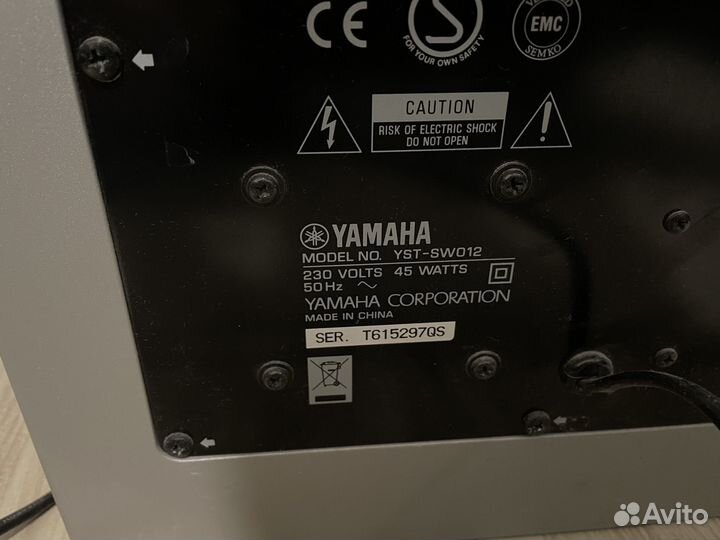 CE
S
FOR YOUR OWN SAFETY
EMC
SEMKO
CAUTION
RISK OF ELECTRIC SHOCK
DO NOT OPEN
YAMAHA
MODEL NO. YST-SW012
230 VOLTS 45 WATTS
50Hz ~
YAMAHA CORPORATION
MADE IN CHINA
SER. T615297QS
Avito